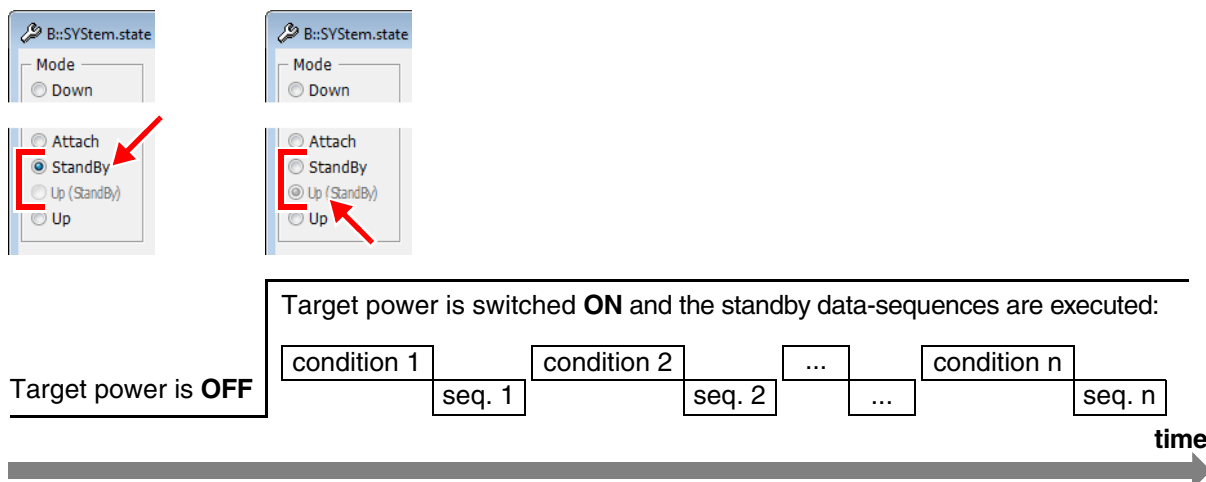 B::SYStem.state
Mode
Down
Attach
StandBy
Up (StandBy)
Up
B::SYStem.state
Mode
Down
Attach
StandBy
Up (StandBy)
Up
Target power is switched ON and the standby data-sequences are executed:
condition 1
condition 2
...
condition n
Target power is OFF
seq. 1
seq. 2
...
seq. n
time